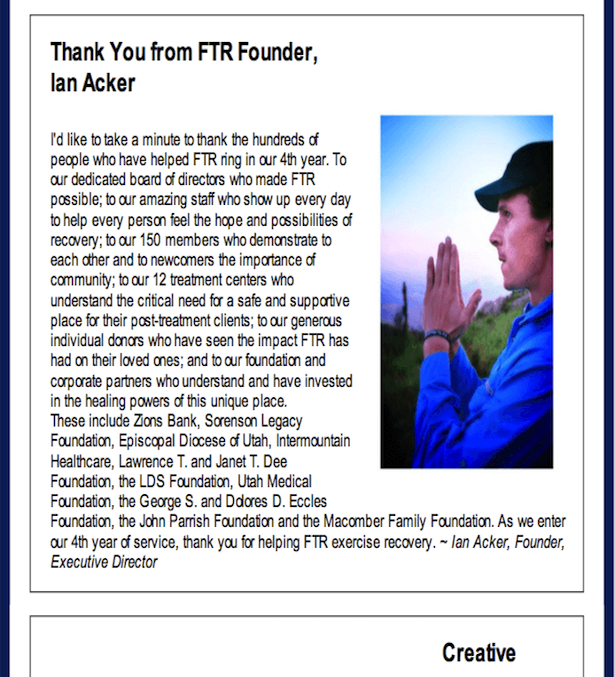 Thank You from FTR Founder,
Ian Acker
I'd like to take a minute to thank the hundreds of
people who have helped FTR ring in our 4th year. To
our dedicated board of directors who made FTR
possible; to our amazing staff who show up every day
to help every person feel the hope and possibilities of
recovery; to our 150 members who demonstrate to
each other and to newcomers the importance of
community; to our 12 treatment centers who
understand the critical need for a safe and supportive
place for their post-treatment clients; to our generous
individual donors who have seen the impact FTR has
had on their loved ones; and to our foundation and
corporate partners who understand and have invested
in the healing powers of this unique place.
These include Zions Bank, Sorenson Legacy
Foundation, Episcopal Diocese of Utah, Intermountain
Healthcare, Lawrence T. and Janet T. Dee
Foundation, the LDS Foundation, Utah Medical
Foundation, the George S. and Dolores D. Eccles
Foundation, the John Parrish Foundation and the Macomber Family Foundation. As we enter
our 4th year of service, thank you for helping FTR exercise recovery. ~ Ian Acker, Founder,
Executive Director
Creative